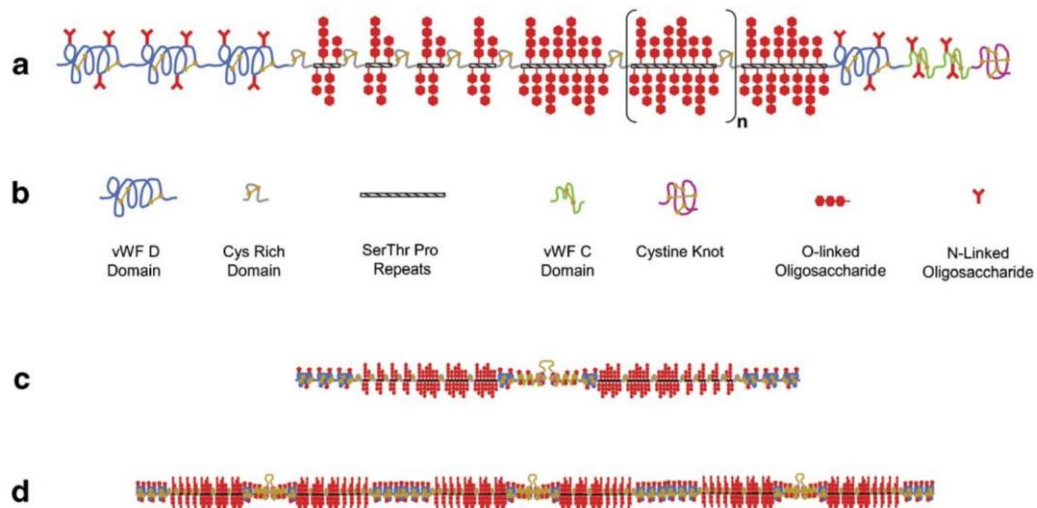 a
n
b
vWF D
Domain
Cys Rich
Domain
SerThr Pro
Repeats
vWF C
Domain
Cystine Knot
O-linked
Oligosaccharide
N-Linked
Oligosaccharide
c
d